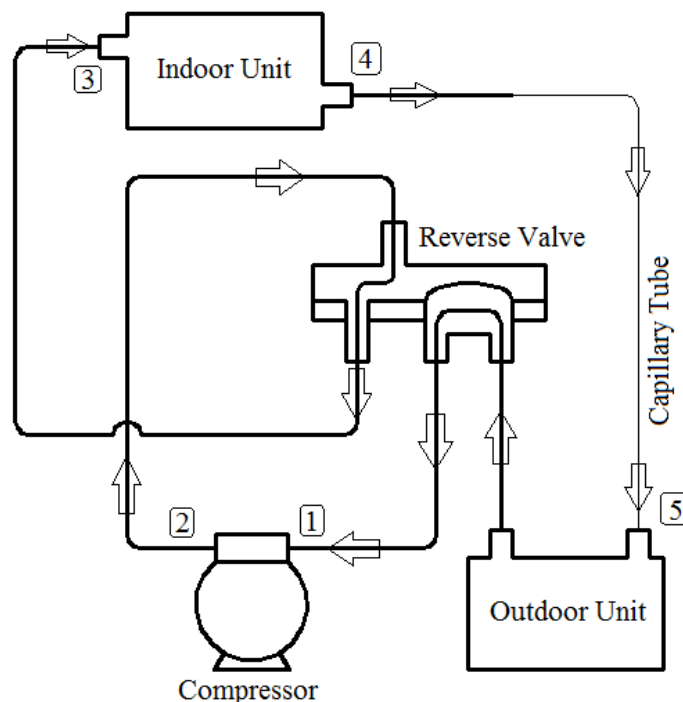 Indoor Unit
4
3
Reverse Valve
Capillary Tube
2
1
5
Outdoor Unit
Compressor